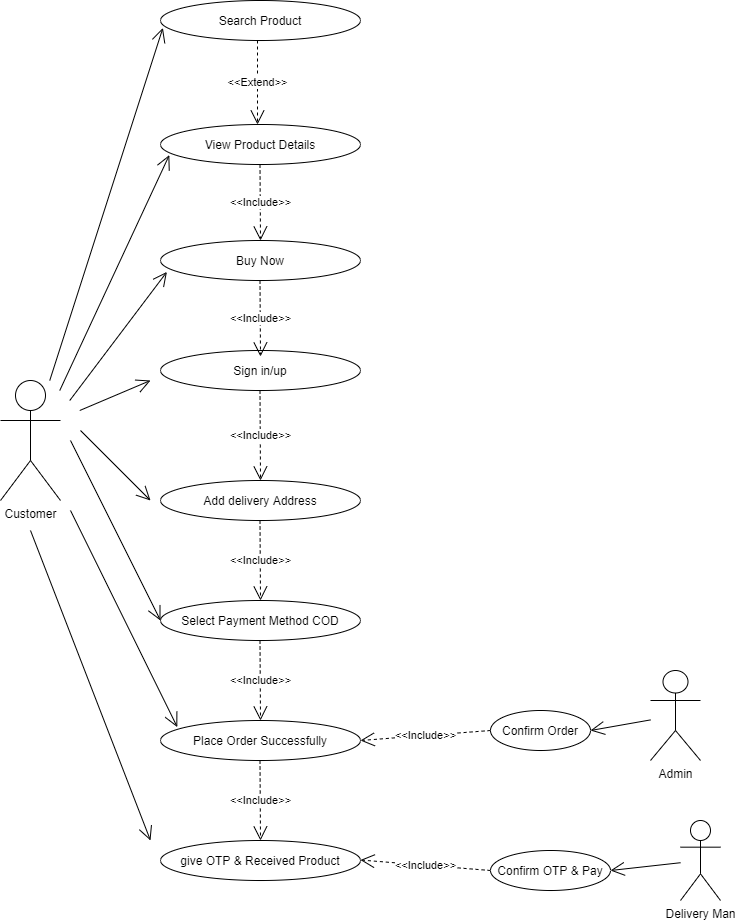 Search Product
<<Extend>>
View Product Details
<<Include>>
Buy Now
<<Include>>
Sign in/up
<<Include>>
Customer
Add delivery Address
<<Include>>
Select Payment Method COD
<<Include>>
Place Order Successfully
<<Include>>
Confirm Order
Admin
<<Include>>
give OTP & Received Product
<<Include>>
Confirm OTP & Pay
Delivery Man